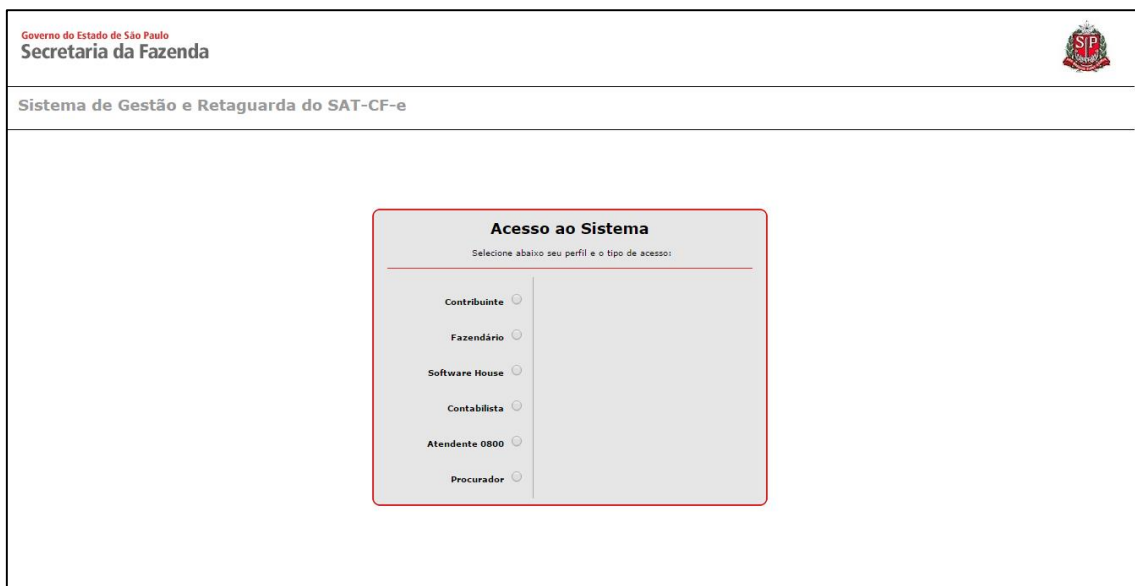 Governo do Estado de São Paulo
Secretaria da Fazenda
SP
Sistema de Gestão e Retaguarda do SAT-CF-e
Acesso ao Sistema
Selecione abaixo seu perfil e o tipo de acesso:
Contribuinte
Fazendário
Software House
Contabilista
Atendente 0800
Procurador